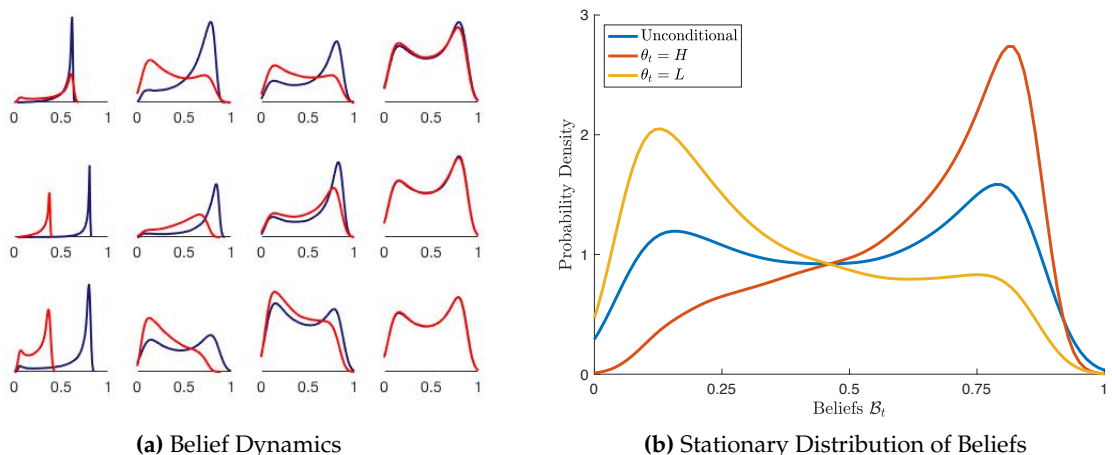 0 0.5 1 0 0.5 1 0 0.5 1 0 0.5 1
0 0.5 1 0 0.5 1 0 0.5 1 0 0.5 1
0 0.5 1 0 0.5 1 0 0.5 1 0 0.5 1
(a) Belief Dynamics
3
2
1
0
Probability Density
Unconditional
θₜ = H
θₜ = L
0 0.25 0.5 0.75 1
Beliefs ℬₜ
(b) Stationary Distribution of Beliefs